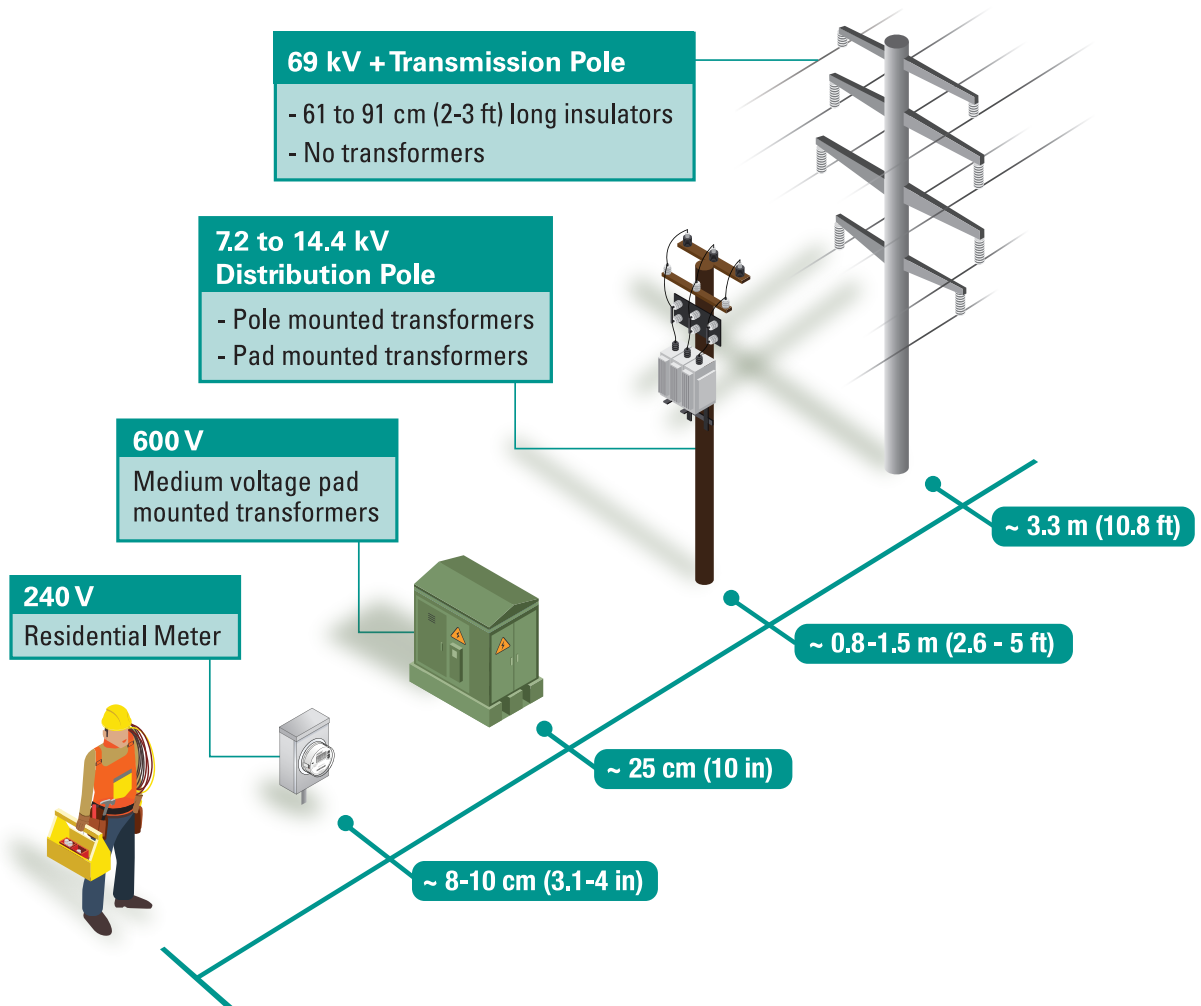 69 kV + Transmission Pole
- 61 to 91 cm (2-3 ft) long insulators
- No transformers
7.2 to 14.4 kV
Distribution Pole
- Pole mounted transformers
- Pad mounted transformers
600 V
Medium voltage pad
mounted transformers
240 V
Residential Meter
~ 3.3 m (10.8 ft)
~ 0.8-1.5 m (2.6 - 5 ft)
~ 25 cm (10 in)
~ 8-10 cm (3.1-4 in)